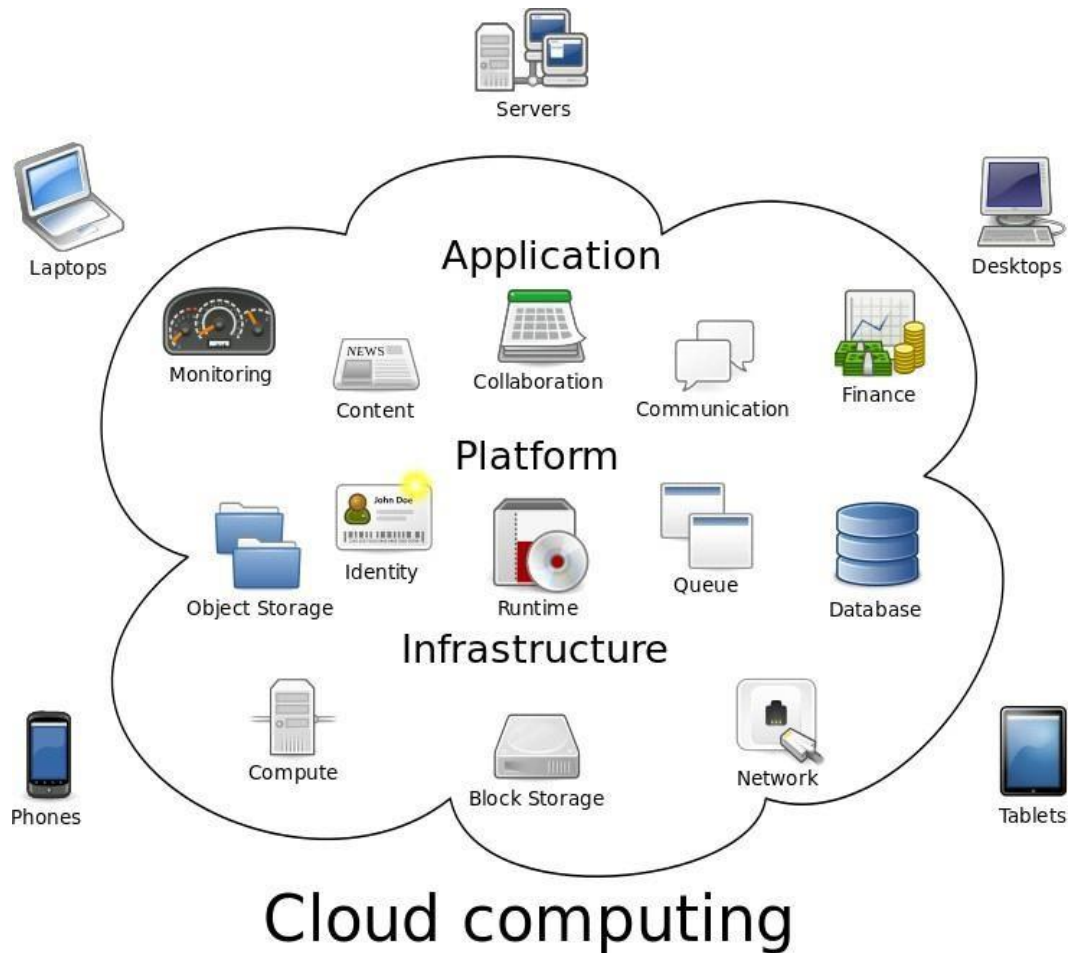 Servers
Laptops
Desktops
Application
Monitoring
NEWS
Content
Collaboration
Communication
Finance
Platform
John Doe
Object Storage
Identity
Runtime
Queue
Database
Infrastructure
Compute
Block Storage
Network
Phones
Tablets
Cloud computing